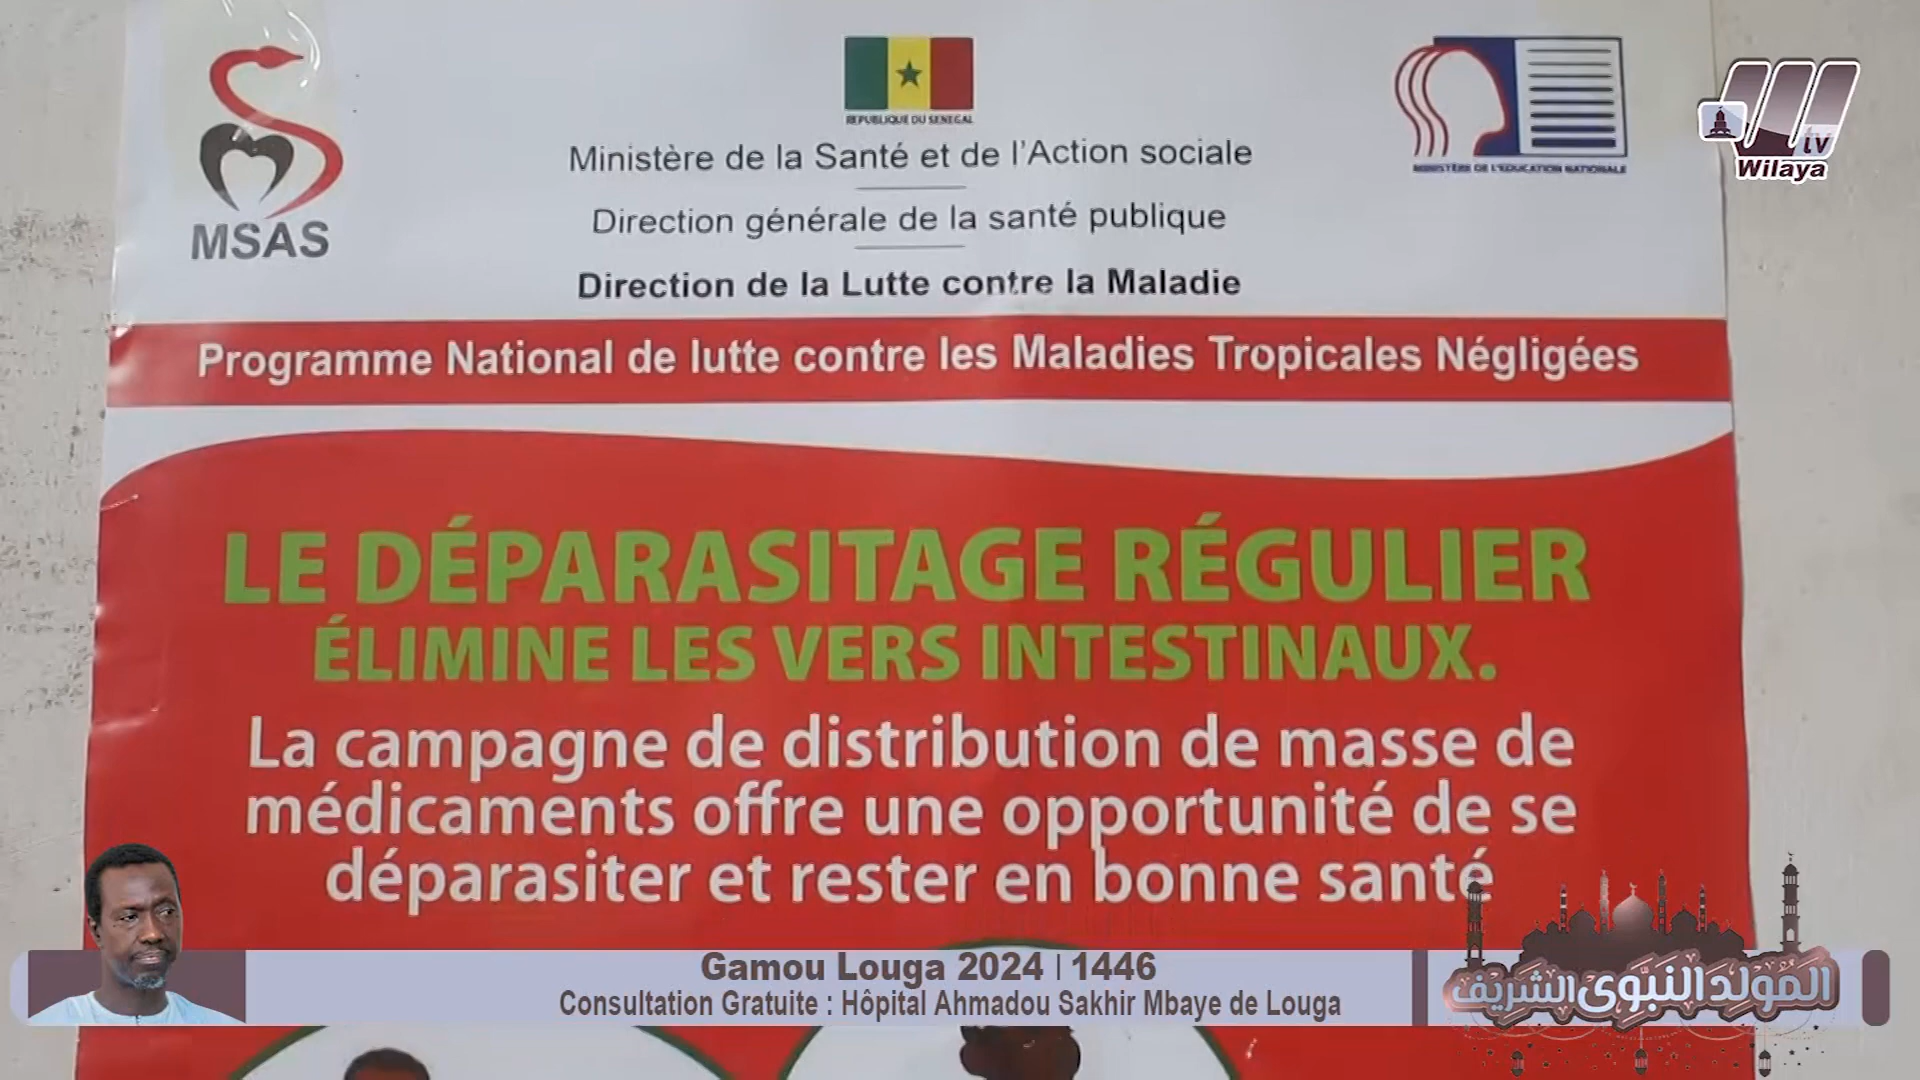 MSAS
REPUBLIQUE DU SENEGAL
Ministère de la Santé et de l'Action sociale
Direction générale de la santé publique
Direction de la Lutte contre la Maladie
MINISTÈRE DE L'EDUCATION NATIONALE
tv
Wilaya
Programme National de lutte contre les Maladies Tropicales Négligées
LE DÉPARASITAGE RÉGULIER
ÉLIMINE LES VERS INTESTINAUX.
La campagne de distribution de masse de
médicaments offre une opportunité de se
déparasiter et rester en bonne santé
Gamou Louga 2024 | 1446
Consultation Gratuite : Hôpital Ahmadou Sakhir Mbaye de Louga
المَوْلِدَ النَّبَوِى الشَّرِيْف